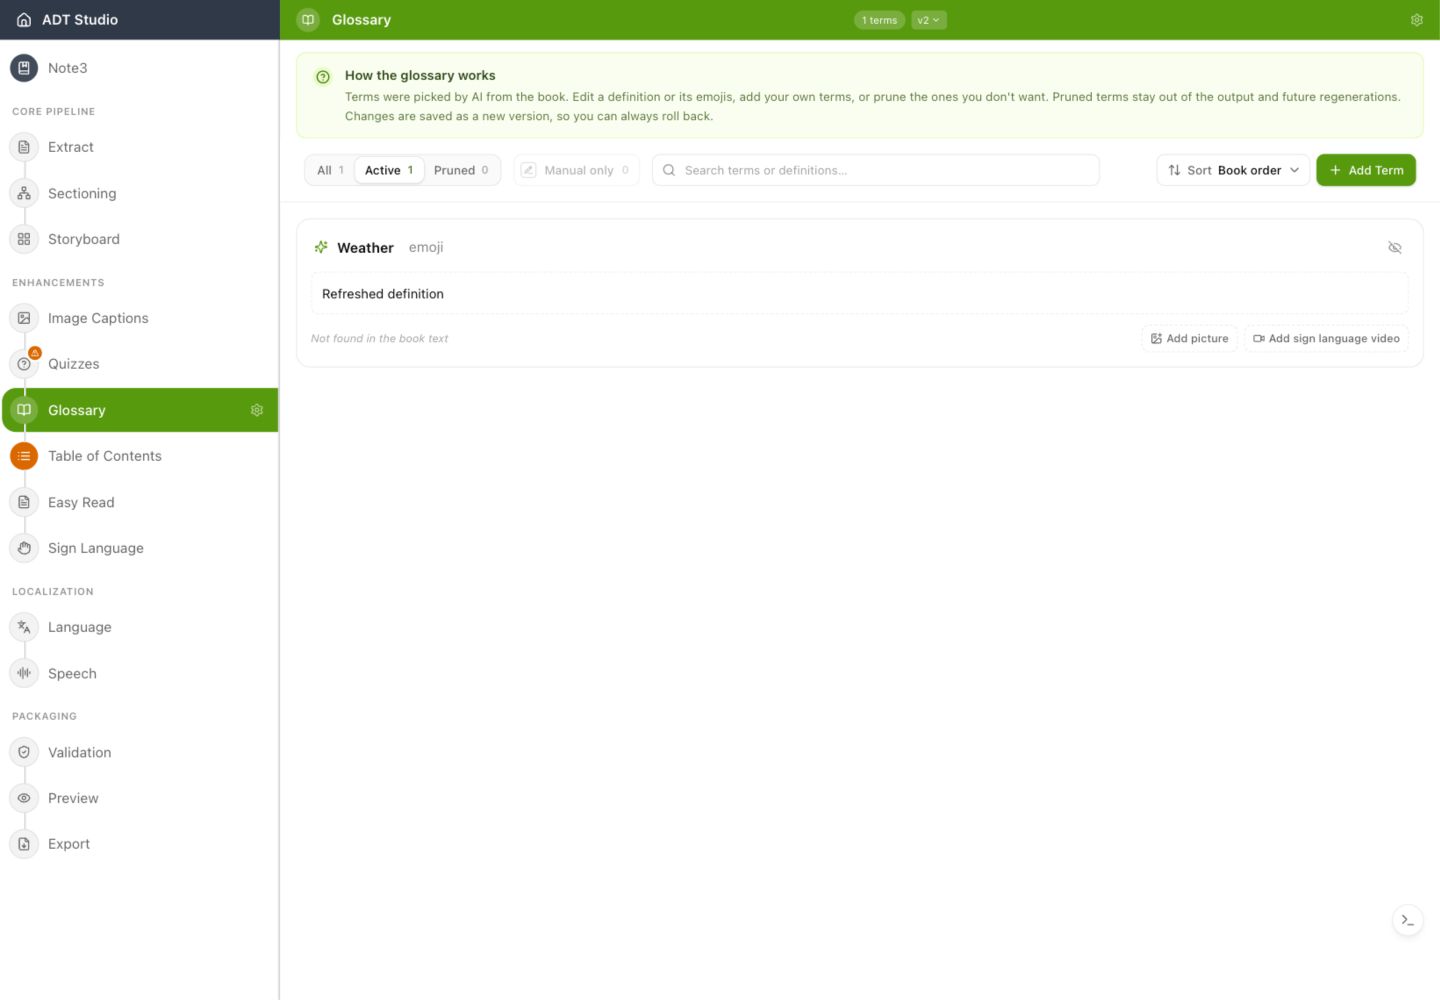 ADT Studio
Glossary
1 terms
v2
Note3
CORE PIPELINE
Extract
Sectioning
Storyboard
ENHANCEMENTS
Image Captions
Quizzes
Glossary
Table of Contents
Easy Read
Sign Language
LOCALIZATION
Language
Speech
PACKAGING
Validation
Preview
Export
How the glossary works
Terms were picked by AI from the book. Edit a definition or its emojis, add your own terms, or prune the ones you don't want. Pruned terms stay out of the output and future regenerations.
Changes are saved as a new version, so you can always roll back.
All 1
Active 1
Pruned 0
Manual only 0
Search terms or definitions...
Sort Book order
Add Term
Weather emoji
Refreshed definition
Not found in the book text
Add picture
Add sign language video